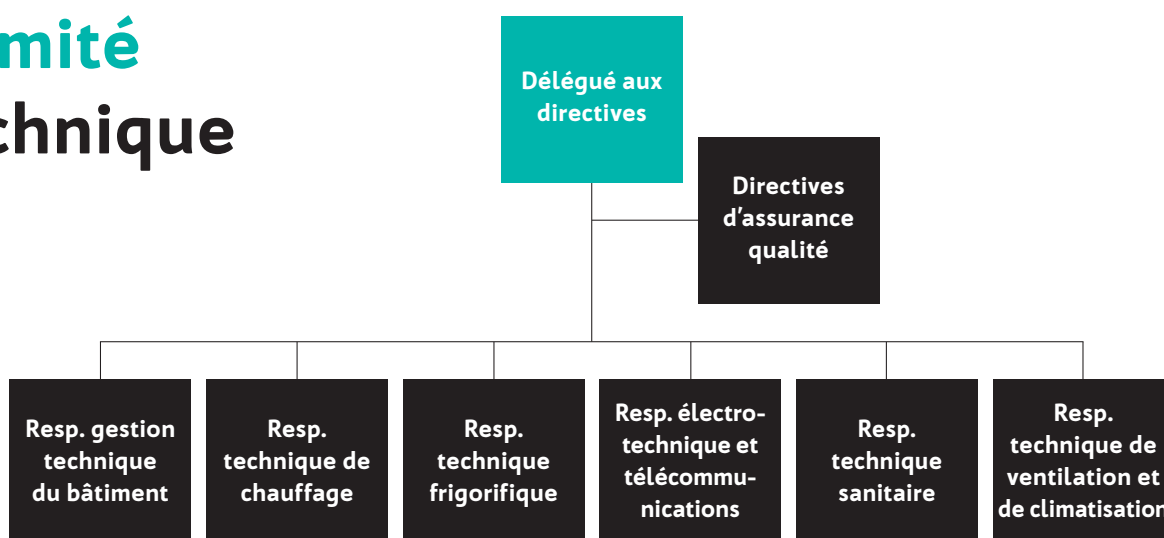 mité
chnique
Délégué aux
directives
Directives
d’assurance
qualité
Resp. gestion
technique
du bâtiment
Resp.
technique de
chauffage
Resp.
technique
frigorifique
Resp. électro-
technique et
télécommu-
nications
Resp.
technique
sanitaire
Resp.
technique de
ventilation et
de climatisation